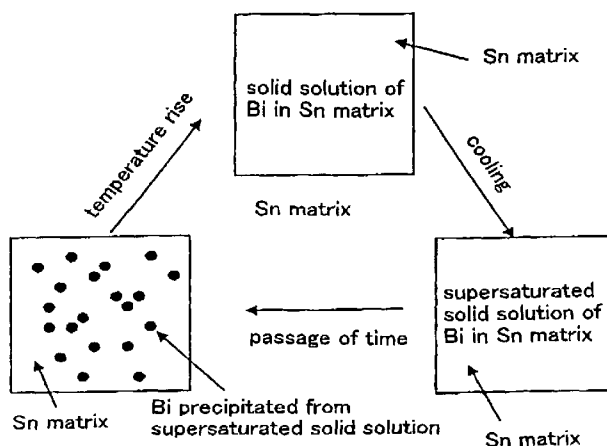 Sn matrix
solid solution of
Bi in Sn matrix
temperature rise
cooling
Sn matrix
supersaturated
solid solution of
Bi in Sn matrix
passage of time
Sn matrix
Bi precipitated from
supersaturated solid solution
Sn matrix